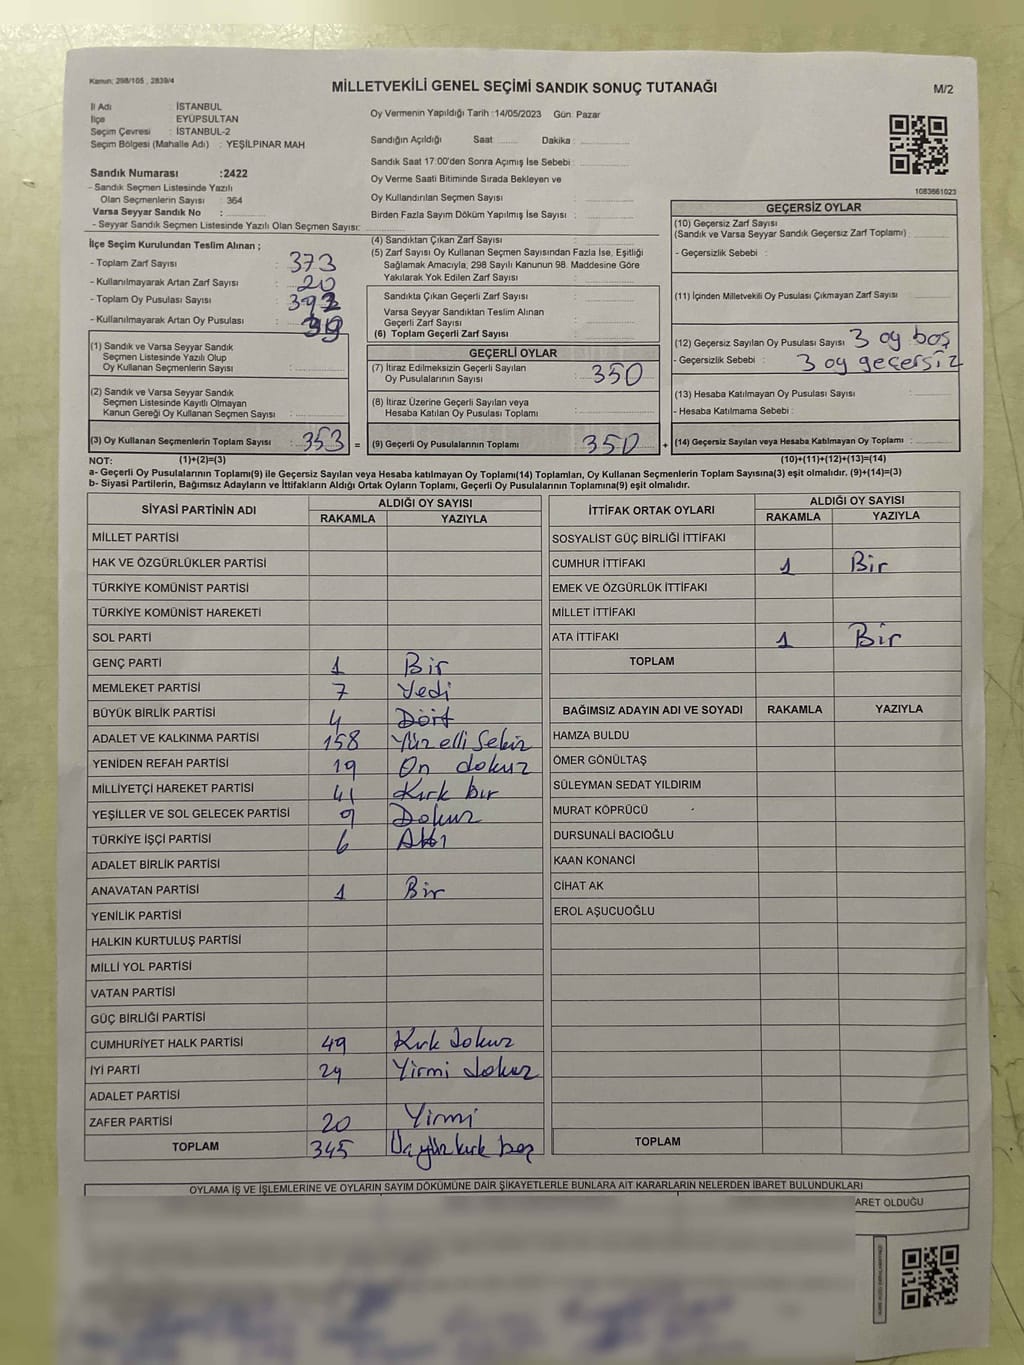 Kanun: 298/105 , 2839/4
MİLLETVEKİLİ GENEL SEÇİMİ SANDIK SONUÇ TUTANAĞI
M/2
İl Adı : İSTANBUL
İlçe : EYÜPSULTAN
Seçim Çevresi : İSTANBUL-2
Seçim Bölgesi (Mahalle Adı) : YEŞİLPINAR MAH
Sandık Numarası :2422
- Sandık Seçmen Listesinde Yazılı
Olan Seçmenlerin Sayısı : 364
Varsa Seyyar Sandık No :
- Seyyar Sandık Seçmen Listesinde Yazılı Olan Seçmen Sayısı:
Oy Vermenin Yapıldığı Tarih :14/05/2023 Gün: Pazar
Sandığın Açıldığı Saat Dakika :
Sandık Saat 17:00'den Sonra Açımış İse Sebebi :
Oy Verme Saati Bitiminde Sırada Bekleyen ve
Oy Kullandırılan Seçmen Sayısı :
Birden Fazla Sayım Döküm Yapılmış İse Sayısı :
1083661023
İlçe Seçim Kurulundan Teslim Alınan ;
- Toplam Zarf Sayısı : 373
- Kullanılmayarak Artan Zarf Sayısı : 20
- Toplam Oy Pusulası Sayısı :
- Kullanılmayarak Artan Oy Pusulası :
(1) Sandık ve Varsa Seyyar Sandık
Seçmen Listesinde Yazılı Olup
Oy Kullanan Seçmenlerin Sayısı :
(2) Sandık ve Varsa Seyyar Sandık
Seçmen Listesinde Kayıtlı Olmayan
Kanun Gereği Oy Kullanan Seçmen Sayısı :
(3) Oy Kullanan Seçmenlerin Toplam Sayısı : 353 =
(4) Sandıktan Çıkan Zarf Sayısı :
(5) Zarf Sayısı Oy Kullanan Seçmen Sayısından Fazla İse, Eşitliği
Sağlamak Amacıyla, 298 Sayılı Kanunun 98. Maddesine Göre
Yakılarak Yok Edilen Zarf Sayısı :
Sandıkta Çıkan Geçerli Zarf Sayısı :
Varsa Seyyar Sandıktan Teslim Alınan
Geçerli Zarf Sayısı :
(6) Toplam Geçerli Zarf Sayısı :
GEÇERLİ OYLAR
(7) İtiraz Edilmeksizin Geçerli Sayılan
Oy Pusulalarının Sayısı : 350
(8) İtiraz Üzerine Geçerli Sayılan veya
Hesaba Katılan Oy Pusulası Toplamı :
(9) Geçerli Oy Pusulalarının Toplamı : 350 +
GEÇERSİZ OYLAR
(10) Geçersiz Zarf Sayısı
(Sandık ve Varsa Seyyar Sandık Geçersiz Zarf Toplamı) :
- Geçersizlik Sebebi :
(11) İçinden Milletvekili Oy Pusulası Çıkmayan Zarf Sayısı :
(12) Geçersiz Sayılan Oy Pusulası Sayısı : 3 oy boş
- Geçersizlik Sebebi : 3 oy geçersiz
(13) Hesaba Katılmayan Oy Pusulası Sayısı :
- Hesaba Katılmama Sebebi :
(14) Geçersiz Sayılan veya Hesaba Katılmayan Oy Toplamı :
NOT: (1)+(2)=(3) (10)+(11)+(12)+(13)=(14)
a- Geçerli Oy Pusulalarının Toplamı(9) ile Geçersiz Sayılan veya Hesaba katılmayan Oy Toplamı(14) Toplamları, Oy Kullanan Seçmenlerin Toplam Sayısına(3) eşit olmalıdır. (9)+(14)=(3)
b- Siyasi Partilerin, Bağımsız Adayların ve İttifakların Aldığı Ortak Oyların Toplamı, Geçerli Oy Pusulalarının Toplamına(9) eşit olmalıdır.
SİYASİ PARTİNİN ADI ALDIĞI OY SAYISI
RAKAMLA YAZIYLA
MİLLET PARTİSİ
HAK VE ÖZGÜRLÜKLER PARTİSİ
TÜRKİYE KOMÜNİST PARTİSİ
TÜRKİYE KOMÜNİST HAREKETİ
SOL PARTİ
GENÇ PARTİ 1 Bir
MEMLEKET PARTİSİ 7 Yedi
BÜYÜK BİRLİK PARTİSİ 4 Dört
ADALET VE KALKINMA PARTİSİ 158 Yüz elli Sekiz
YENİDEN REFAH PARTİSİ 19 On dokuz
MİLLİYETÇİ HAREKET PARTİSİ 41 Kırk bir
YEŞİLLER VE SOL GELECEK PARTİSİ 9 Dokuz
TÜRKİYE İŞÇİ PARTİSİ 6 Altı
ADALET BİRLİK PARTİSİ
ANAVATAN PARTİSİ 1 Bir
YENİLİK PARTİSİ
HALKIN KURTULUŞ PARTİSİ
MİLLİ YOL PARTİSİ
VATAN PARTİSİ
GÜÇ BİRLİĞİ PARTİSİ
CUMHURİYET HALK PARTİSİ 49 Kırk dokuz
İYİ PARTİ 29 Yirmi dokuz
ADALET PARTİSİ
ZAFER PARTİSİ 20 Yirmi
TOPLAM 345 Üçyüz kırk beş
İTTİFAK ORTAK OYLARI ALDIĞI OY SAYISI
RAKAMLA YAZIYLA
SOSYALİST GÜÇ BİRLİĞİ İTTİFAKI
CUMHUR İTTİFAKI 1 Bir
EMEK VE ÖZGÜRLÜK İTTİFAKI
MİLLET İTTİFAKI
ATA İTTİFAKI 1 Bir
TOPLAM
BAĞIMSIZ ADAYIN ADI VE SOYADI RAKAMLA YAZIYLA
HAMZA BULDU
ÖMER GÖNÜLTAŞ
SÜLEYMAN SEDAT YILDIRIM
MURAT KÖPRÜCÜ
DURSUNALİ BACIOĞLU
KAAN KONANCİ
CİHAT AK
EROL AŞUCUOĞLU
TOPLAM
OYLAMA İŞ VE İŞLEMLERİNE VE OYLARIN SAYIM DÖKÜMÜNE DAİR ŞİKAYETLERLE BUNLARA AİT KARARLARIN NELERDEN İBARET BULUNDUKLARI
ARET OLDUĞU